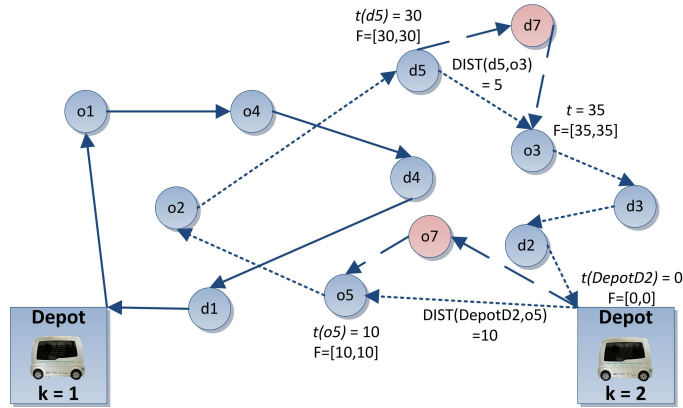 t(d5) = 30
F=[30,30]
d7
d5
DIST(d5,o3)
= 5
o1
o4
t = 35
F=[35,35]
o3
d4
o2
d3
o7
d2
d1
o5
t(DepotD2) = 0
F=[0,0]
Depot
k = 1
t(o5) = 10
F=[10,10]
DIST(DepotD2,o5)
=10
Depot
k = 2